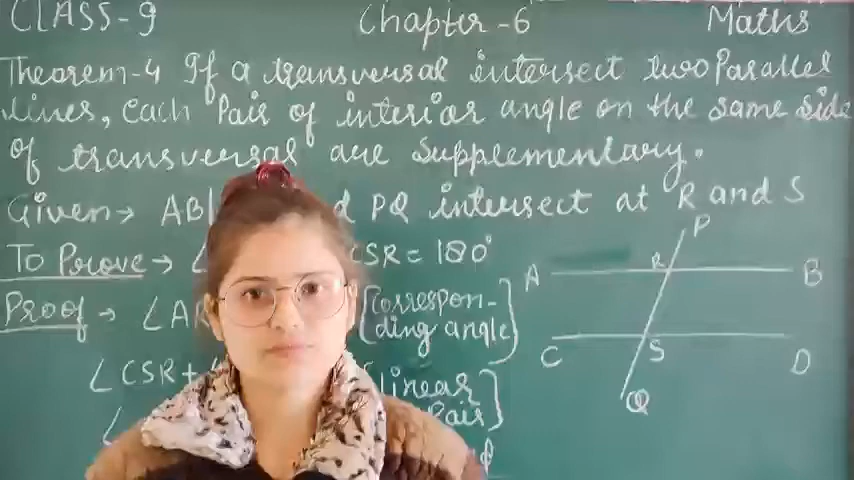 CLASS-9 Chapter-6 Maths
Theorem-4 If a transversal intersect two Parallel
lines, each Pair of interior angle on the same side
of transversal are Supplementary.
Given→ AB|| PQ intersect at R and S
To Prove→ ∠ CSR = 180°
Proof→ ∠AR [Correspon-
ding angle]
∠CSR+ [linear
∠ Pair]
P
A R B
C S D
Q